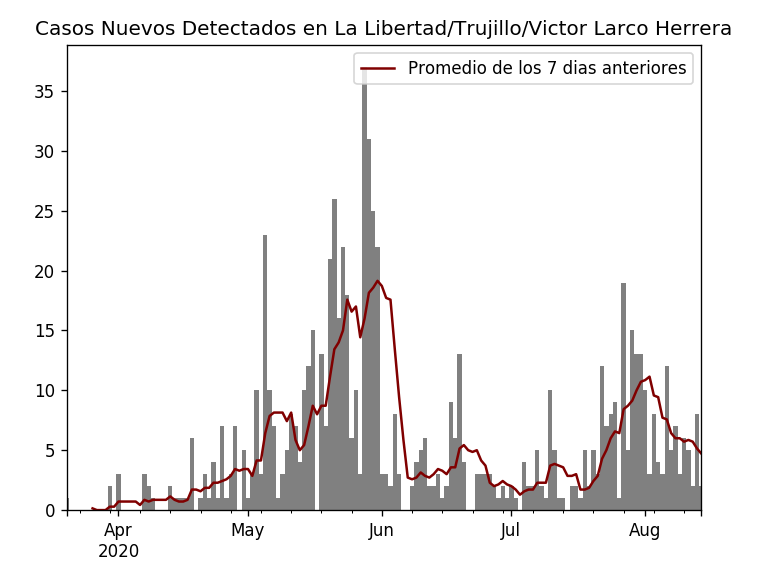 Casos Nuevos Detectados en La Libertad/Trujillo/Victor Larco Herrera
Promedio de los 7 dias anteriores
35
30
25
20
15
10
5
0
Apr
2020
May
Jun
Jul
Aug